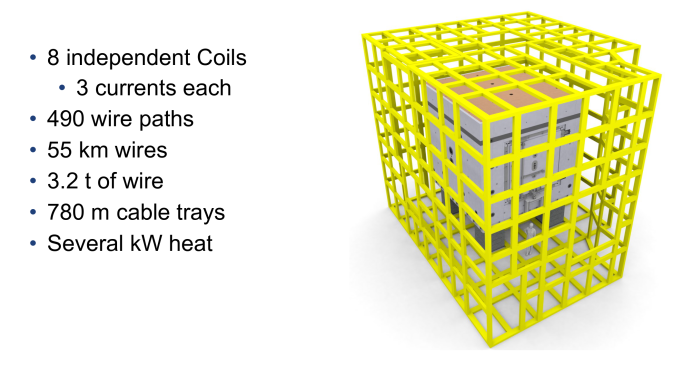 • 8 independent Coils
• 3 currents each
• 490 wire paths
• 55 km wires
• 3.2 t of wire
• 780 m cable trays
• Several kW heat